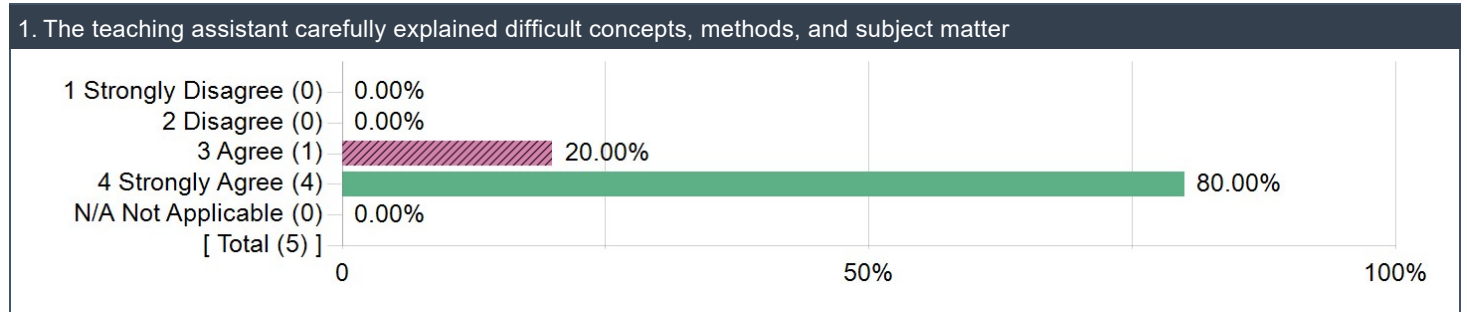 1. The teaching assistant carefully explained difficult concepts, methods, and subject matter
1 Strongly Disagree (0) 0.00%
2 Disagree (0) 0.00%
3 Agree (1) 20.00%
4 Strongly Agree (4) 80.00%
N/A Not Applicable (0) 0.00%
[ Total (5) ]
0 50% 100%